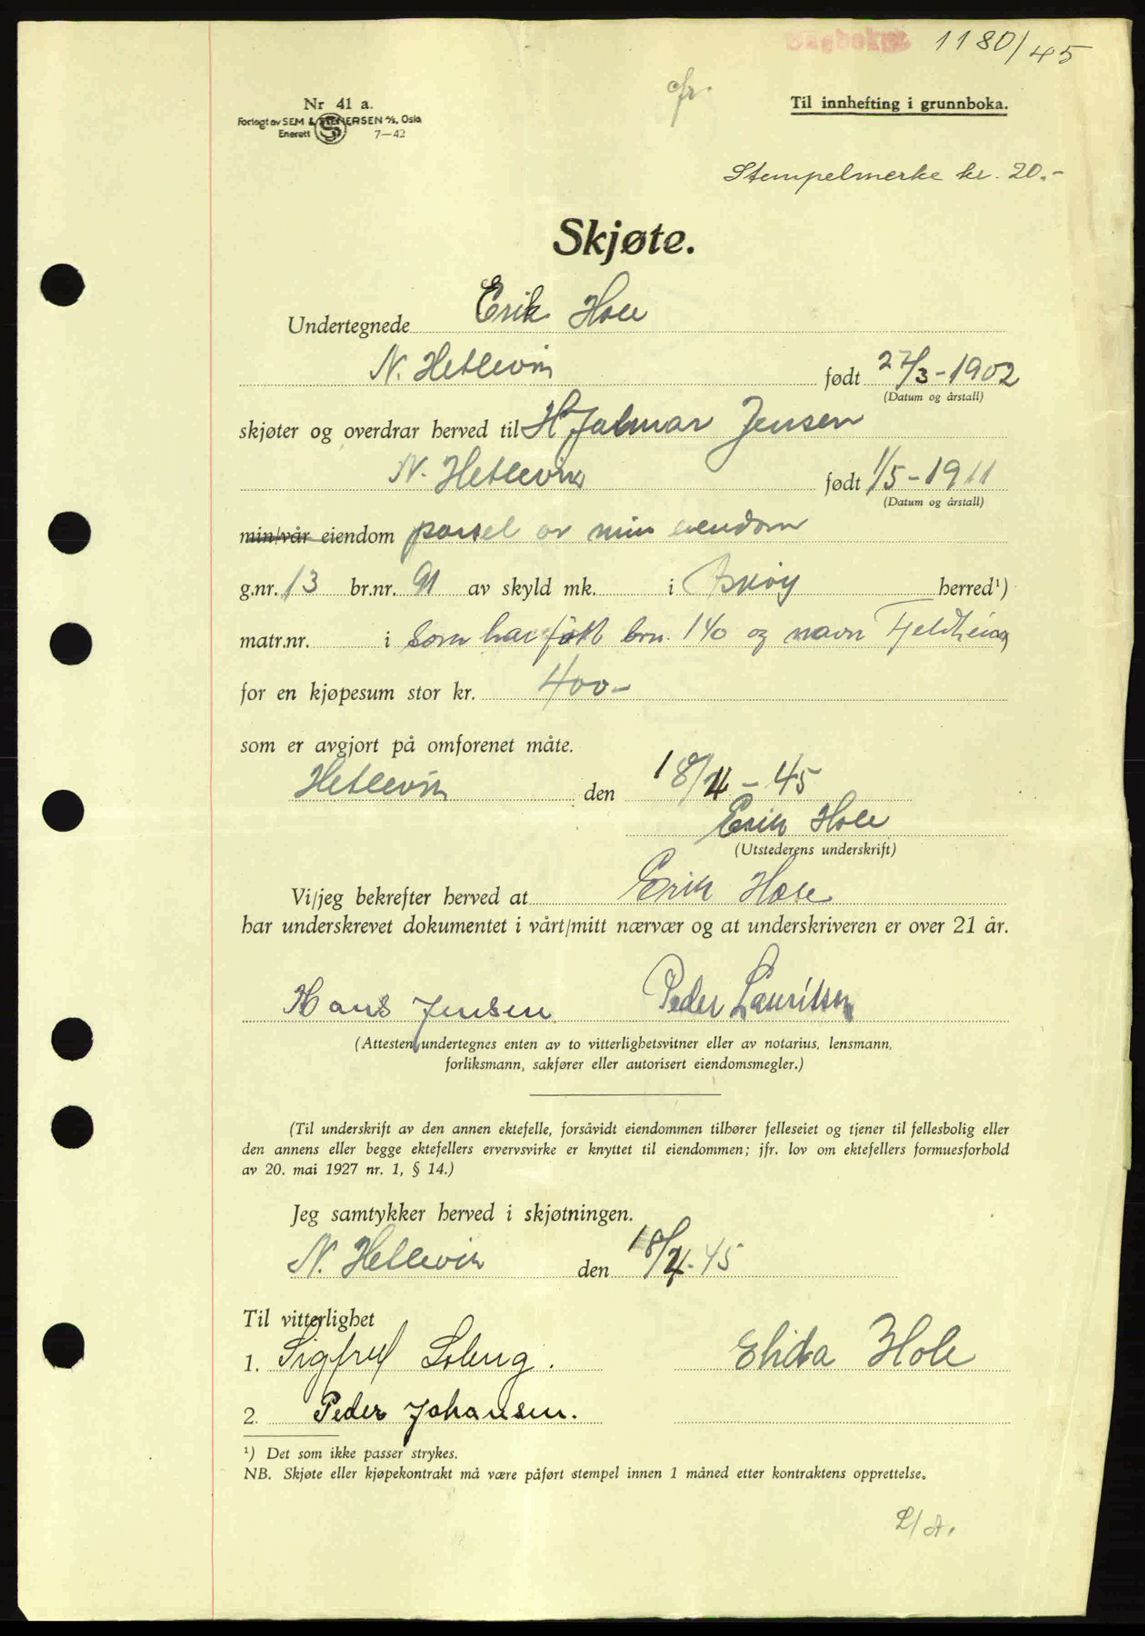 Dagboknr 1180/45
Nr 41 a.
Forlagt av SEM & STENERSEN A/S, Oslo
Enerett 7—42
Til innhefting i grunnboka.
Stempelmerke kr. 20.-
Skjøte.
Undertegnede Erik Hole
N. Hetlevik født 27/3-1902
(Datum og årstall)
skjøter og overdrar herved til Hjalmar Jensen
N. Hetlevik født 1/5-1911
(Datum og årstall)
min/vår eiendom parsel av min eiendom
g.nr. 13 br.nr. 91 av skyld mk. i Askøy herred¹)
matr.nr. i som har fått brn. 140 og navn Fjeldheim
for en kjøpesum stor kr. 400-
som er avgjort på omforenet måte.
Hetlevik den 18/4-45
Erik Hole
(Utstederens underskrift)
Vi/jeg bekrefter herved at Erik Hole
har underskrevet dokumentet i vårt/mitt nærvær og at underskriveren er over 21 år.
Hans Jensen Peder Lauritsen
(Attesten undertegnes enten av to vitterlighetsvitner eller av notarius, lensmann,
forliksmann, sakfører eller autorisert eiendomsmegler.)
(Til underskrift av den annen ektefelle, forsåvidt eiendommen tilhører felleseiet og tjener til fellesbolig eller
den annens eller begge ektefellers ervervsvirke er knyttet til eiendommen; jfr. lov om ektefellers formuesforhold
av 20. mai 1927 nr. 1, § 14.)
Jeg samtykker herved i skjøtningen.
N. Hetlevik den 18/4-45
Til vitterlighet
1. Sigfred Soleng. Elida Hole
2. Peder Johansen.
¹) Det som ikke passer strykes.
NB. Skjøte eller kjøpekontrakt må være påført stempel innen 1 måned etter kontraktens opprettelse.